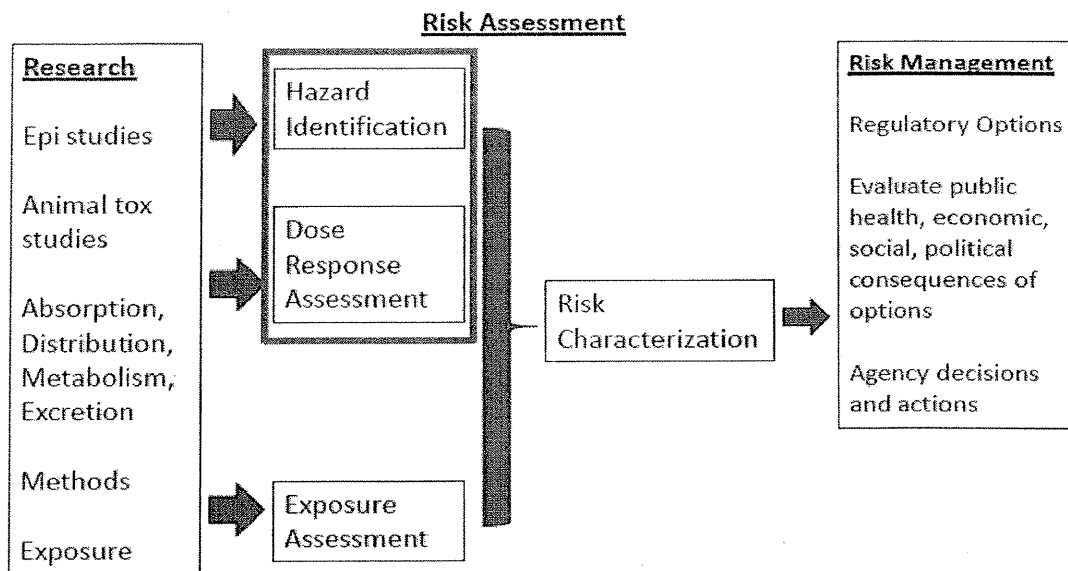 Risk Assessment
Research
Epi studies
Animal tox
studies
Absorption,
Distribution,
Metabolism,
Excretion
Methods
Exposure
Hazard
Identification
Dose
Response
Assessment
Exposure
Assessment
Risk
Characterization
Risk Management
Regulatory Options
Evaluate public
health, economic,
social, political
consequences of
options
Agency decisions
and actions